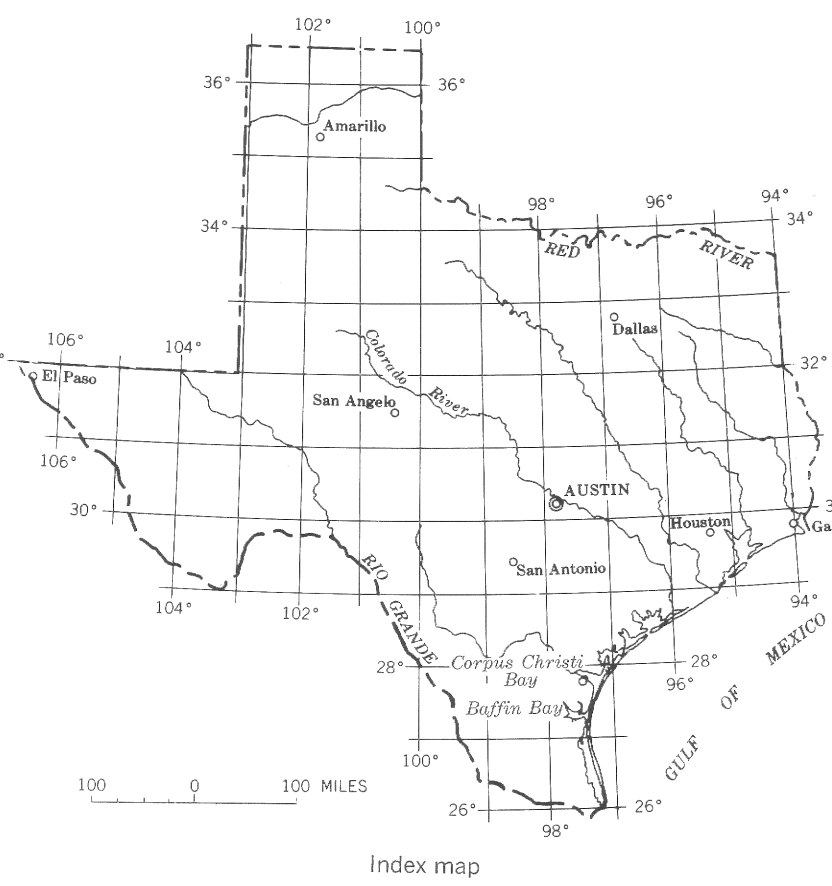 102°
100°
36°
36°
Amarillo
98°
96°
94°
34°
34°
RED
RIVER
Dallas
106°
104°
32°
El Paso
Colorado
River
San Angelo
106°
30°
AUSTIN
Houston
Ga
San Antonio
RIO
GRANDE
104°
102°
94°
28°
Corpus Christi
Bay
28°
96°
Baffin Bay
GULF OF MEXICO
100°
100 0 100 MILES
26°
26°
98°
Index map